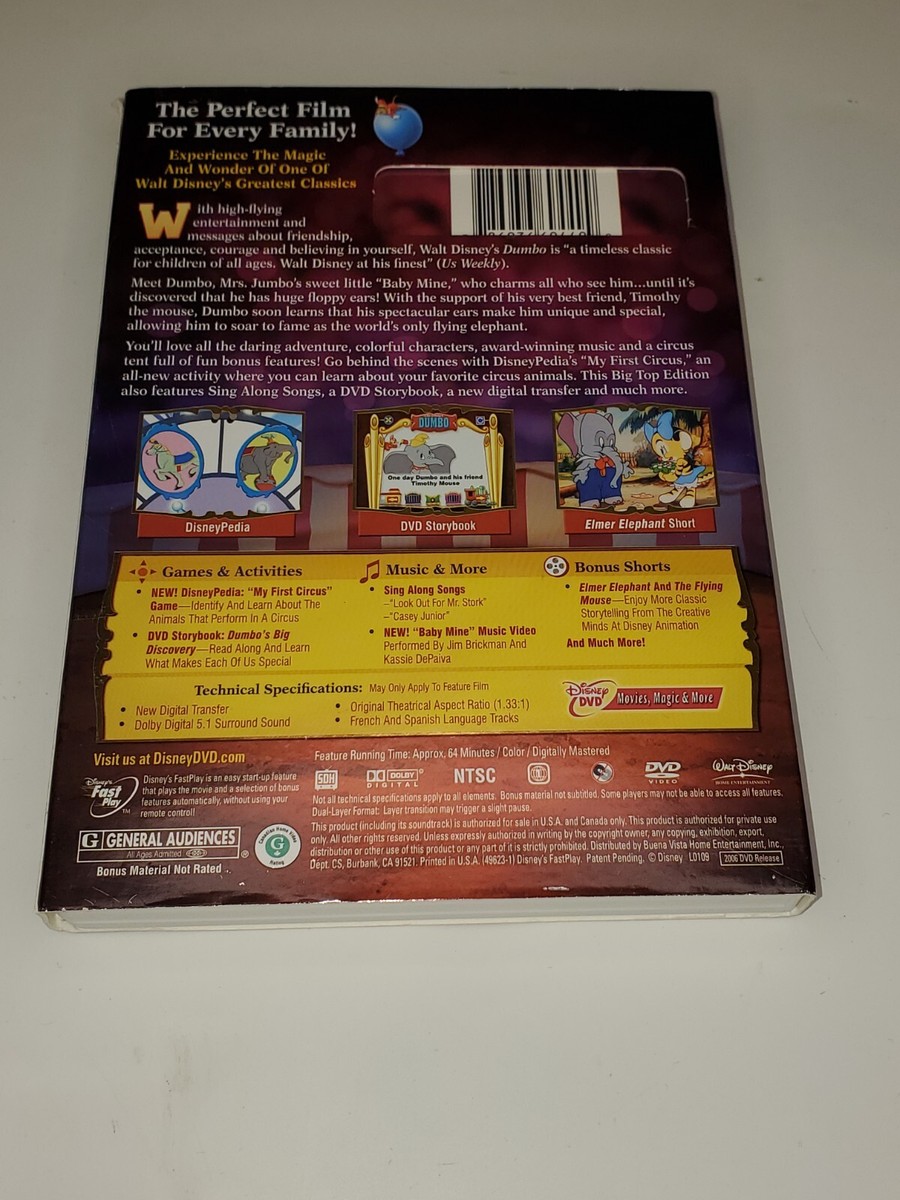 The Perfect Film
For Every Family!
Experience The Magic
And Wonder Of One Of
Walt Disney's Greatest Classics
With high-flying
entertainment and
messages about friendship,
acceptance, courage and believing in yourself, Walt Disney's Dumbo is "a timeless classic
for children of all ages. Walt Disney at his finest" (Us Weekly).
Meet Dumbo, Mrs. Jumbo's sweet little "Baby Mine," who charms all who see him...until it's
discovered that he has huge floppy ears! With the support of his very best friend, Timothy
the mouse, Dumbo soon learns that his spectacular ears make him unique and special,
allowing him to soar to fame as the world's only flying elephant.
You'll love all the daring adventure, colorful characters, award-winning music and a circus
tent full of fun bonus features! Go behind the scenes with DisneyPedia's "My First Circus," an
all-new activity where you can learn about your favorite circus animals. This Big Top Edition
also features Sing Along Songs, a DVD Storybook, a new digital transfer and much more.
DUMBO
One day Dumbo and his friend
Timothy Mouse
DisneyPedia
DVD Storybook
Elmer Elephant Short
Games & Activities
• NEW! DisneyPedia: "My First Circus"
Game—Identify And Learn About The
Animals That Perform In A Circus
• DVD Storybook: Dumbo's Big
Discovery—Read Along And Learn
What Makes Each Of Us Special
Music & More
• Sing Along Songs
–"Look Out For Mr. Stork"
–"Casey Junior"
• NEW! "Baby Mine" Music Video
Performed By Jim Brickman And
Kassie DePaiva
Bonus Shorts
• Elmer Elephant And The Flying
Mouse—Enjoy More Classic
Storytelling From The Creative
Minds At Disney Animation
And Much More!
Technical Specifications: May Only Apply To Feature Film
• New Digital Transfer
• Dolby Digital 5.1 Surround Sound
• Original Theatrical Aspect Ratio (1.33:1)
• French And Spanish Language Tracks
Disney DVD Movies, Magic & More
Visit us at DisneyDVD.com
Feature Running Time: Approx. 64 Minutes / Color / Digitally Mastered
Disney's Fast Play™
Disney's FastPlay is an easy start-up feature
that plays the movie and a selection of bonus
features automatically, without using your
remote control!
SDH DOLBY DIGITAL NTSC DVD VIDEO WALT DISNEY HOME ENTERTAINMENT
Not all technical specifications apply to all elements. Bonus material not subtitled. Some players may not be able to access all features.
Dual-Layer Format: Layer transition may trigger a slight pause.
This product (including its soundtrack) is authorized for sale in U.S.A. and Canada only. This product is authorized for private use
only. All other rights reserved. Unless expressly authorized in writing by the copyright owner, any copying, exhibition, export,
distribution or other use of this product or any part of it is strictly prohibited. Distributed by Buena Vista Home Entertainment, Inc.,
Dept. CS, Burbank, CA 91521. Printed in U.S.A. (49623-1) Disney's FastPlay. Patent Pending. © Disney L0109 2006 DVD Release
G GENERAL AUDIENCES ®
All Ages Admitted
Bonus Material Not Rated
Canadian Home Video
G
Rating